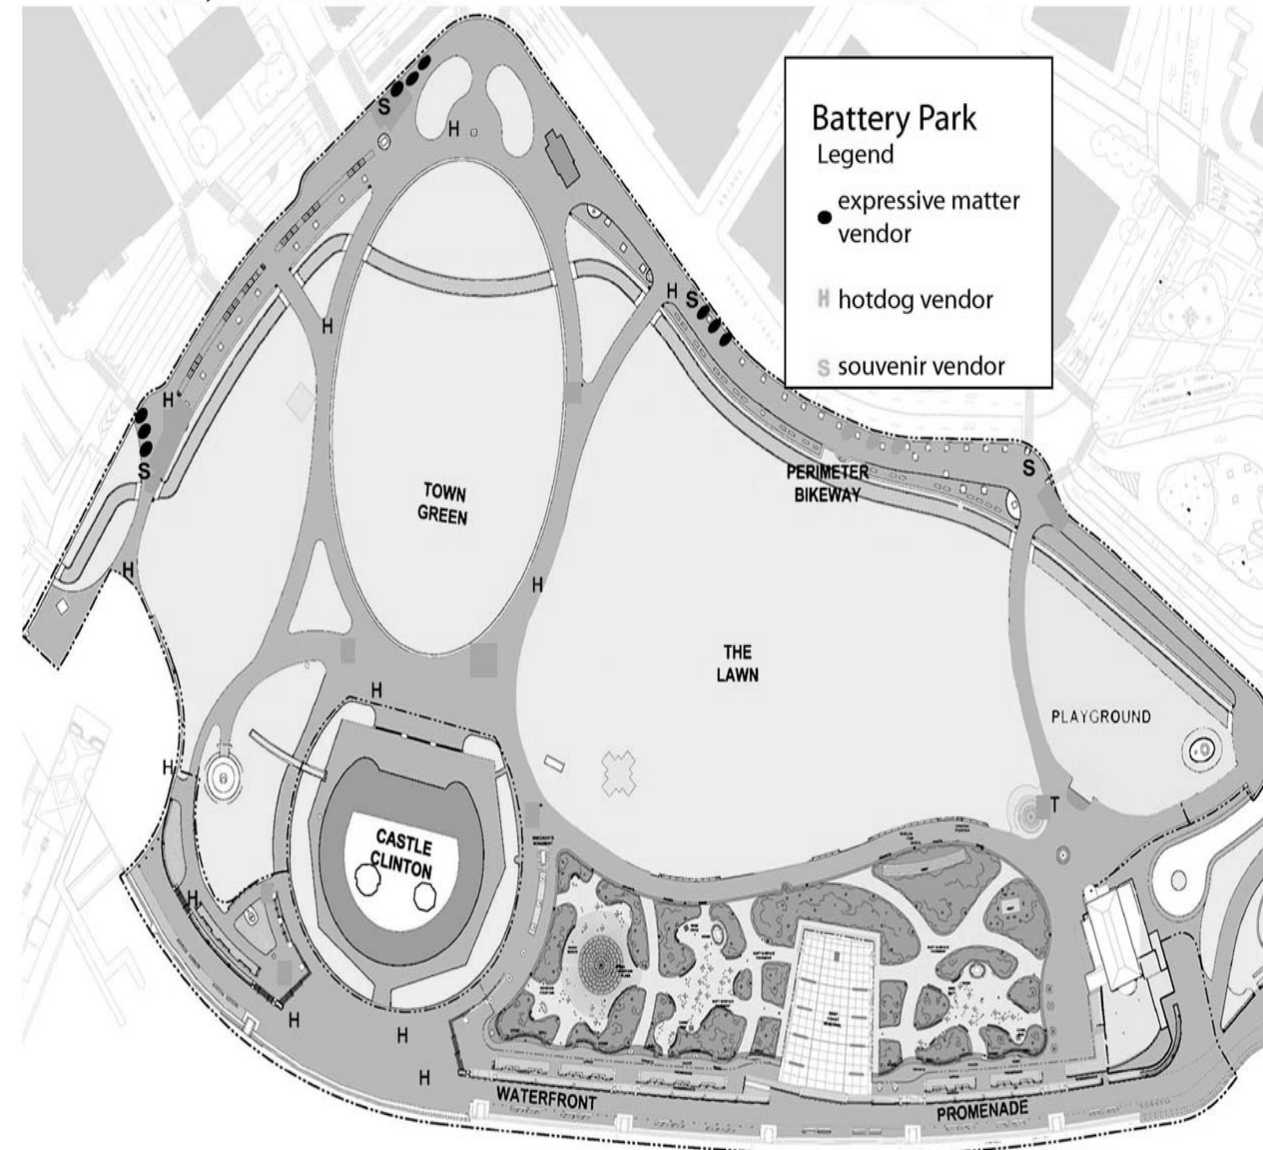 Battery Park
Legend
expressive matter
vendor
H hotdog vendor
S souvenir vendor
S
H
H
S
H
H
S
PERIMETER
BIKEWAY
S
TOWN
GREEN
H
H
THE
LAWN
H
PLAYGROUND
H
T
CASTLE
CLINTON
H
H
H
H
WATERFRONT
PROMENADE